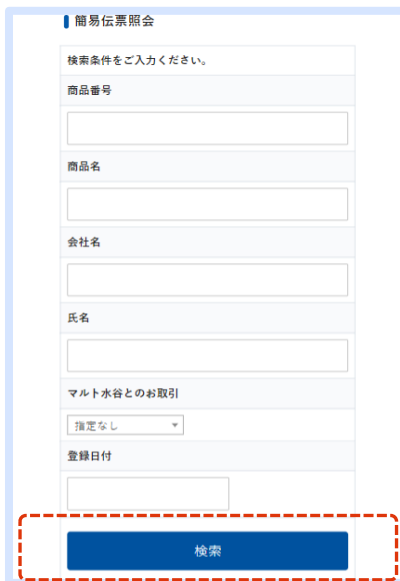 簡易伝票照会
検索条件をご入力ください。
商品番号
商品名
会社名
氏名
マルト水谷とのお取引
指定なし
登録日付
検索